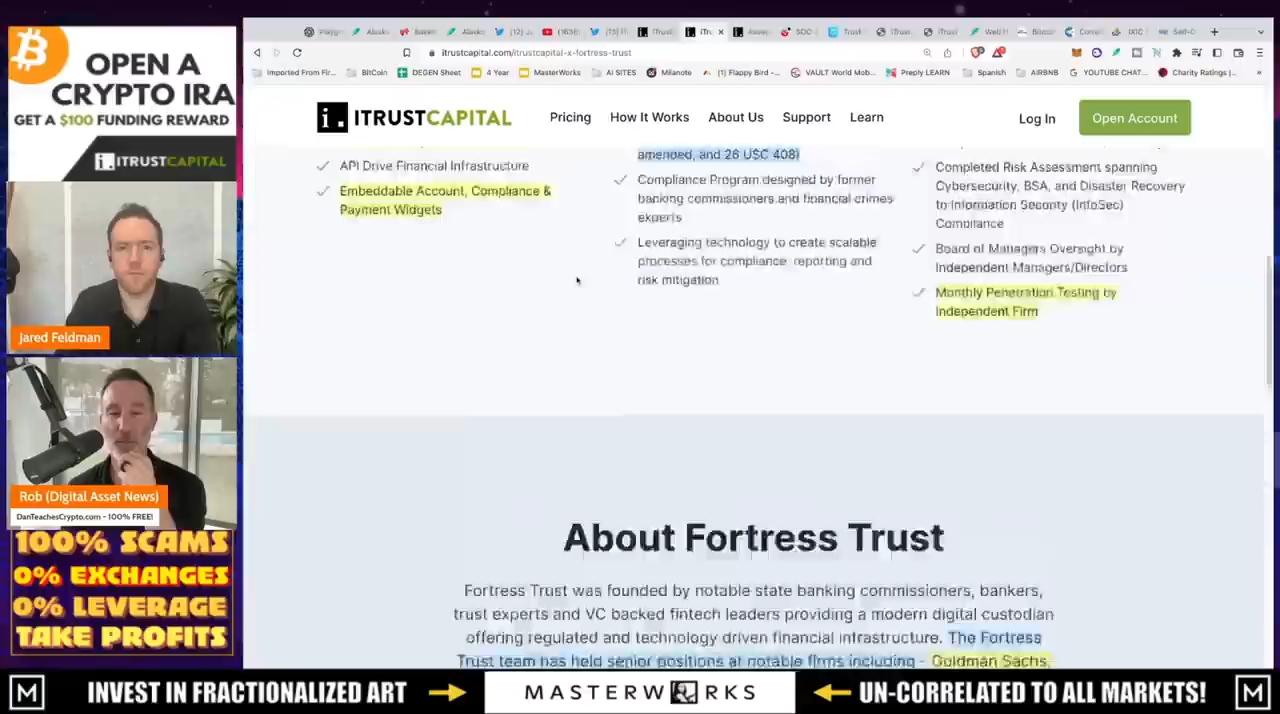 OPEN A
CRYPTO IRA
GET A $100 FUNDING REWARD
i. ITRUSTCAPITAL
Jared Feldman
Rob (Digital Asset News)
DanTeachesCrypto.com - 100% FREE!
100% SCAMS
0% EXCHANGES
0% LEVERAGE
TAKE PROFITS
itrustcapital.com/itrustcapital-x-fortress-trust
Imported From Fir... BitCoin DEGEN Sheet 4 Year MasterWorks AI SITES Milanote Flappy Bird -... VAULT World Mob... Preply LEARN Spanish AIRBNB YOUTUBE CHAT... Charity Ratings |...
i. ITRUSTCAPITAL Pricing How It Works About Us Support Learn Log In Open Account
API Drive Financial Infrastructure
Embeddable Account, Compliance &
Payment Widgets
amended, and 26 USC 408)
Compliance Program designed by former
banking commissioners and financial crimes
experts
Leveraging technology to create scalable
processes for compliance reporting and
risk mitigation
Completed Risk Assessment spanning
Cybersecurity, BSA, and Disaster Recovery
to Information Security (InfoSec)
Compliance
Board of Managers Oversight by
Independent Managers/Directors
Monthly Penetration Testing by
Independent Firm
About Fortress Trust
Fortress Trust was founded by notable state banking commissioners, bankers,
trust experts and VC backed fintech leaders providing a modern digital custodian
offering regulated and technology driven financial infrastructure. The Fortress
Trust team has held senior positions at notable firms including - Goldman Sachs,
M INVEST IN FRACTIONALIZED ART MASTERWORKS UN-CORRELATED TO ALL MARKETS! M